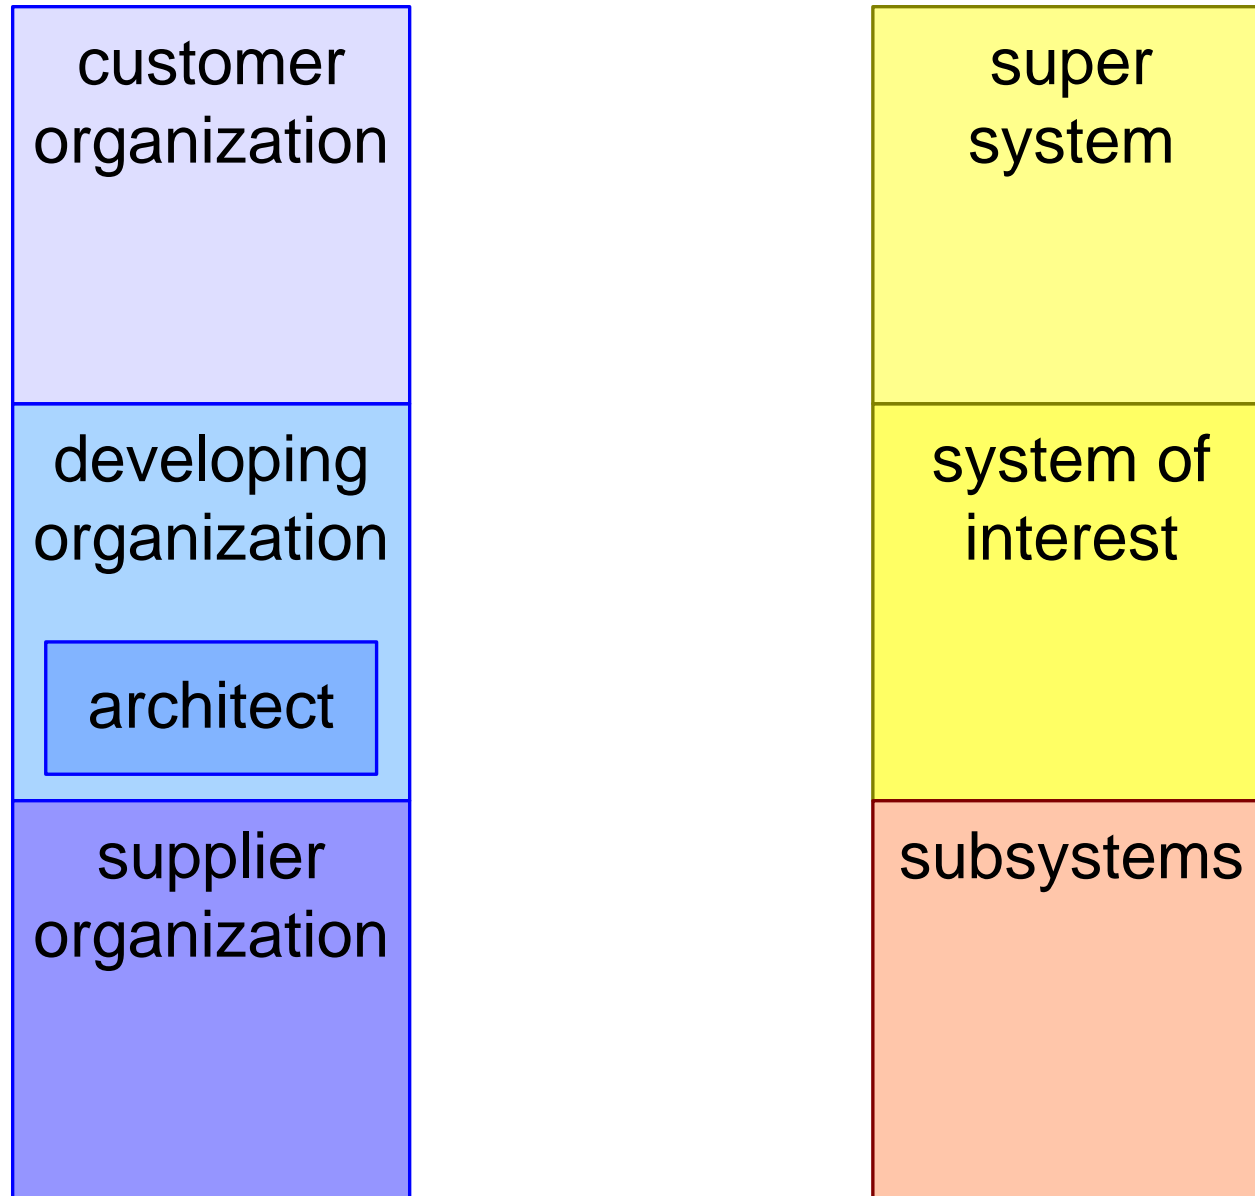 customer
organization
developing
organization
architect
supplier
organization
super
system
system of
interest
subsystems